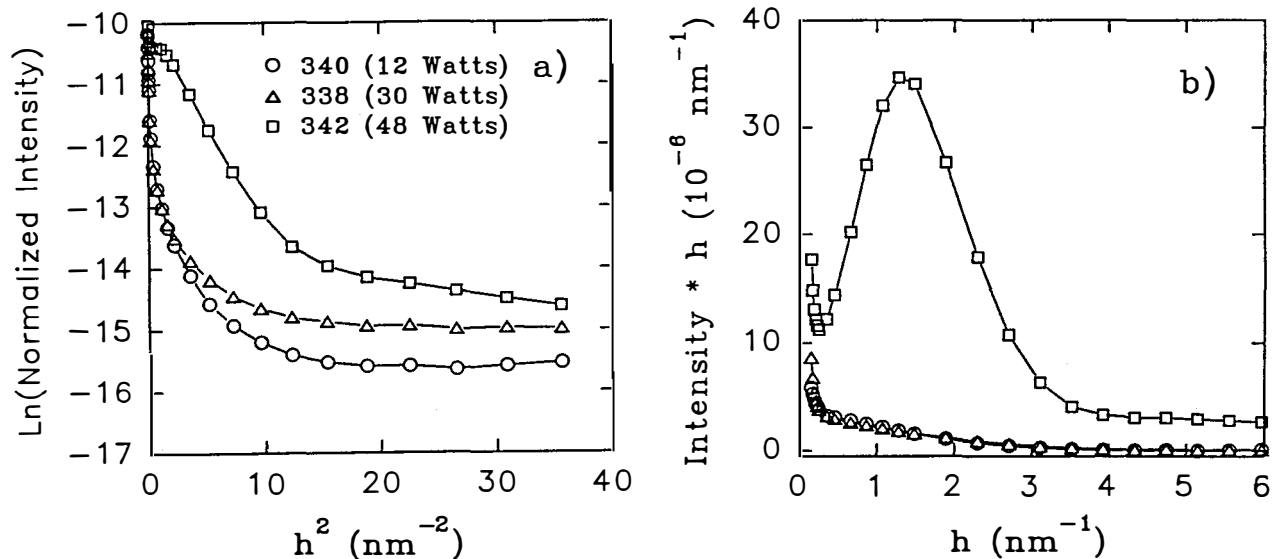 Ln(Normalized Intensity)
−10
−11
−12
−13
−14
−15
−16
−17
○ 340 (12 Watts)
△ 338 (30 Watts)
□ 342 (48 Watts)
a)
0 10 20 30 40
h² (nm⁻²)
Intensity * h (10⁻⁶ nm⁻¹)
40
30
20
10
0
b)
0 1 2 3 4 5 6
h (nm⁻¹)